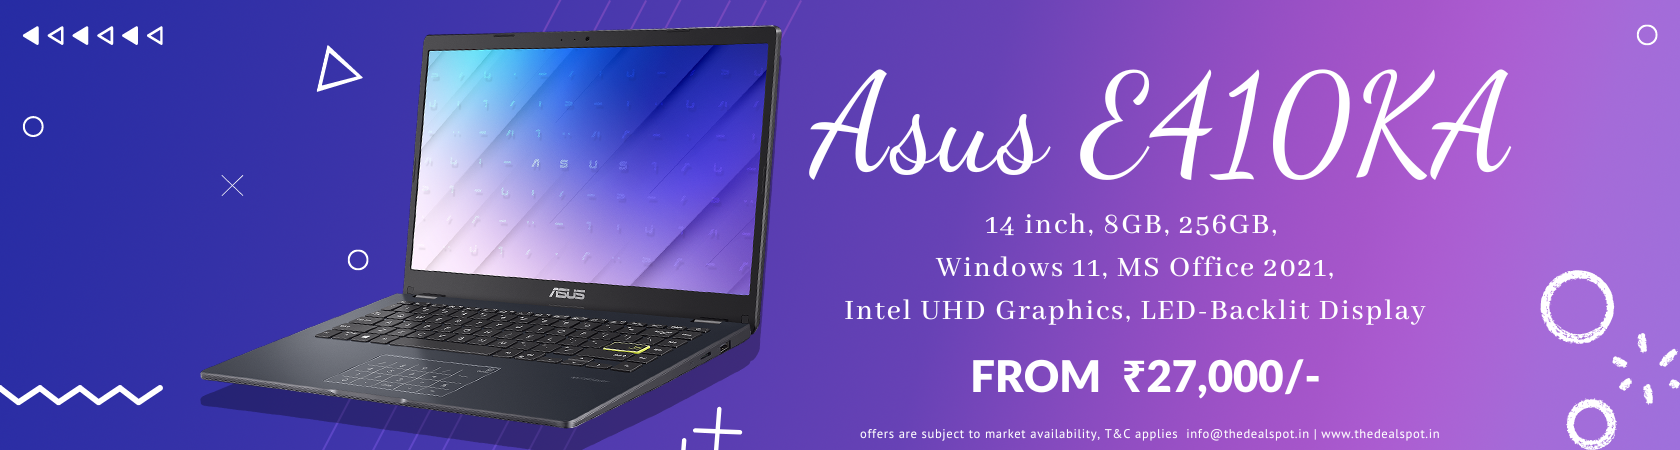 Asus E410KA
14 inch, 8GB, 256GB,
Windows 11, MS Office 2021,
Intel UHD Graphics, LED-Backlit Display
FROM ₹27,000/-
offers are subject to market availability, T&C applies info@thedealspot.in | www.thedealspot.in
ASUS
ASUS